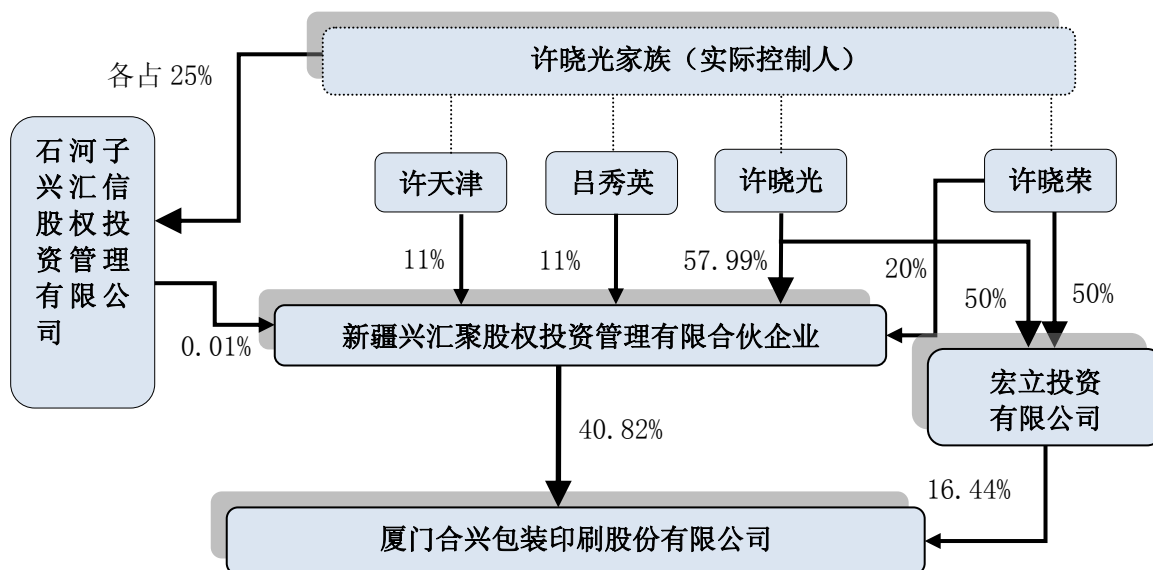 许晓光家族（实际控制人）
各占 25%
石河子
兴汇信
股权投
资管理
有限公
司
许天津
吕秀英
许晓光
许晓荣
11%
11%
57.99%
20%
50%
50%
0.01%
新疆兴汇聚股权投资管理有限合伙企业
宏立投资
有限公司
40.82%
16.44%
厦门合兴包装印刷股份有限公司